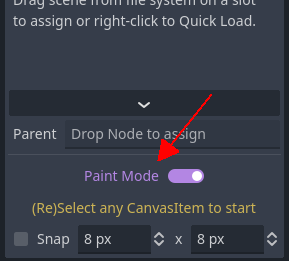 Drag scene from file system on a slot
to assign or right-click to Quick Load.
Parent Drop Node to assign
Paint Mode
(Re)Select any CanvasItem to start
Snap 8 px x 8 px